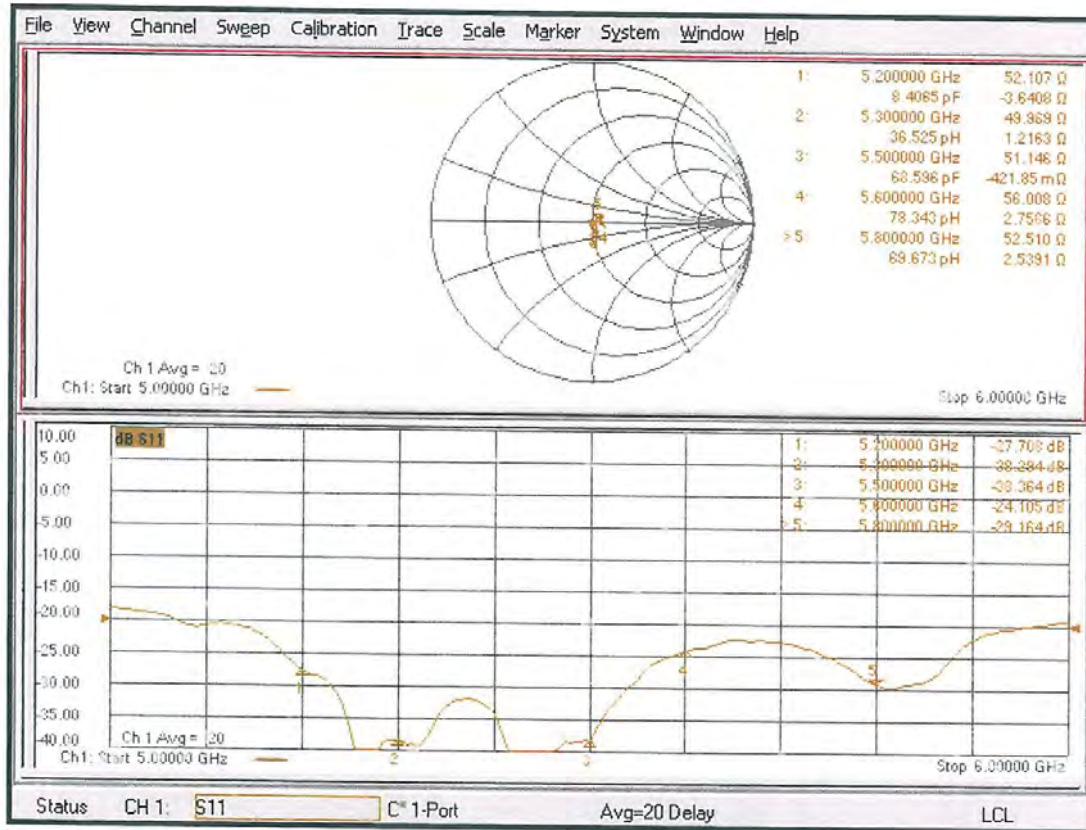 File View Channel Sweep Calibration Trace Scale Marker System Window Help
1: 5.200000 GHz 52.107 Ω
8.4065 pF -3.6408 Ω
2: 5.300000 GHz 49.969 Ω
36.525 pH 1.2163 Ω
3: 5.500000 GHz 51.146 Ω
68.596 pF -421.85 mΩ
4: 5.600000 GHz 56.008 Ω
78.343 pH 2.7566 Ω
>5: 5.800000 GHz 52.510 Ω
69.673 pH 2.5391 Ω
Ch 1 Avg = 20
Ch1: Start 5.00000 GHz
Stop 6.00000 GHz
10.00
5.00
0.00
-5.00
-10.00
-15.00
-20.00
-25.00
-30.00
-35.00
-40.00
dB S11
1: 5.200000 GHz -27.708 dB
2: 5.300000 GHz -38.284 dB
3: 5.500000 GHz -38.364 dB
4: 5.600000 GHz -24.105 dB
>5: 5.800000 GHz -29.164 dB
1
2
3
4
5
Ch 1 Avg = 20
Ch1: Start 5.00000 GHz
Stop 6.00000 GHz
Status CH 1: S11 C* 1-Port Avg=20 Delay LCL